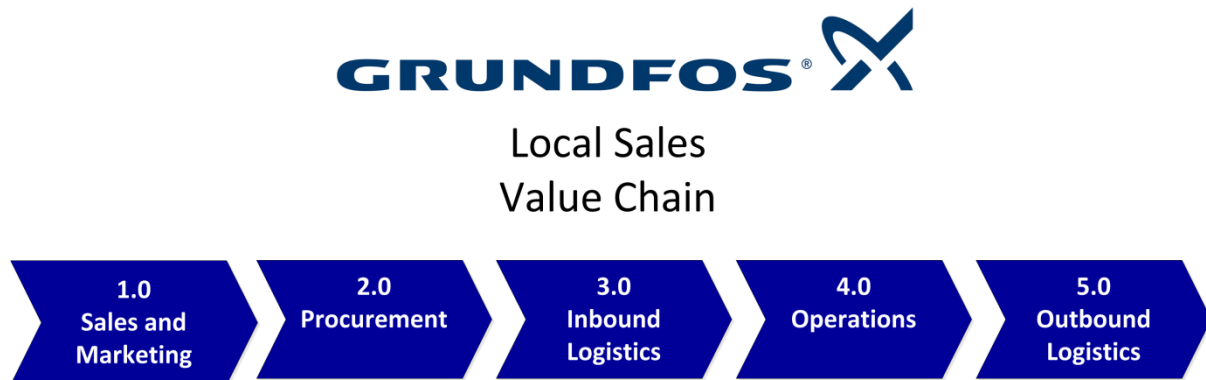 GRUNDFOS®
Local Sales
Value Chain
1.0
Sales and
Marketing
2.0
Procurement
3.0
Inbound
Logistics
4.0
Operations
5.0
Outbound
Logistics